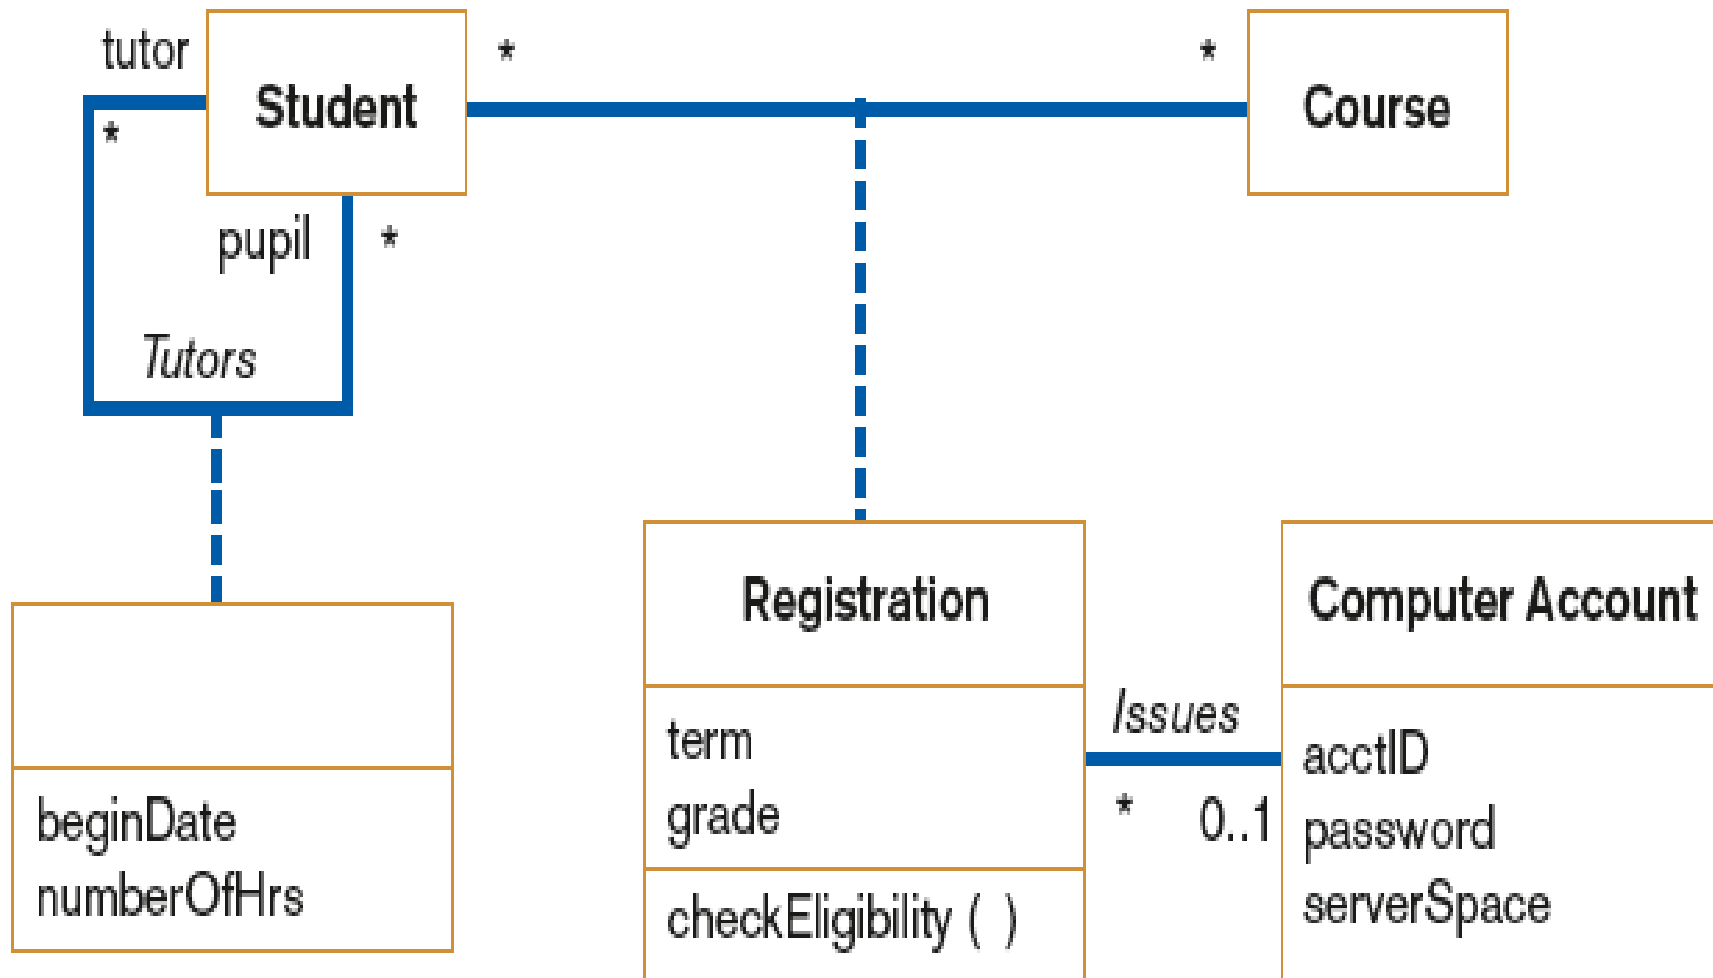 tutor
*
Student
*
*
Course
pupil
*
Tutors
beginDate
numberOfHrs
Registration
term
grade
checkEligibility ( )
Issues
*
0..1
Computer Account
acctID
password
serverSpace